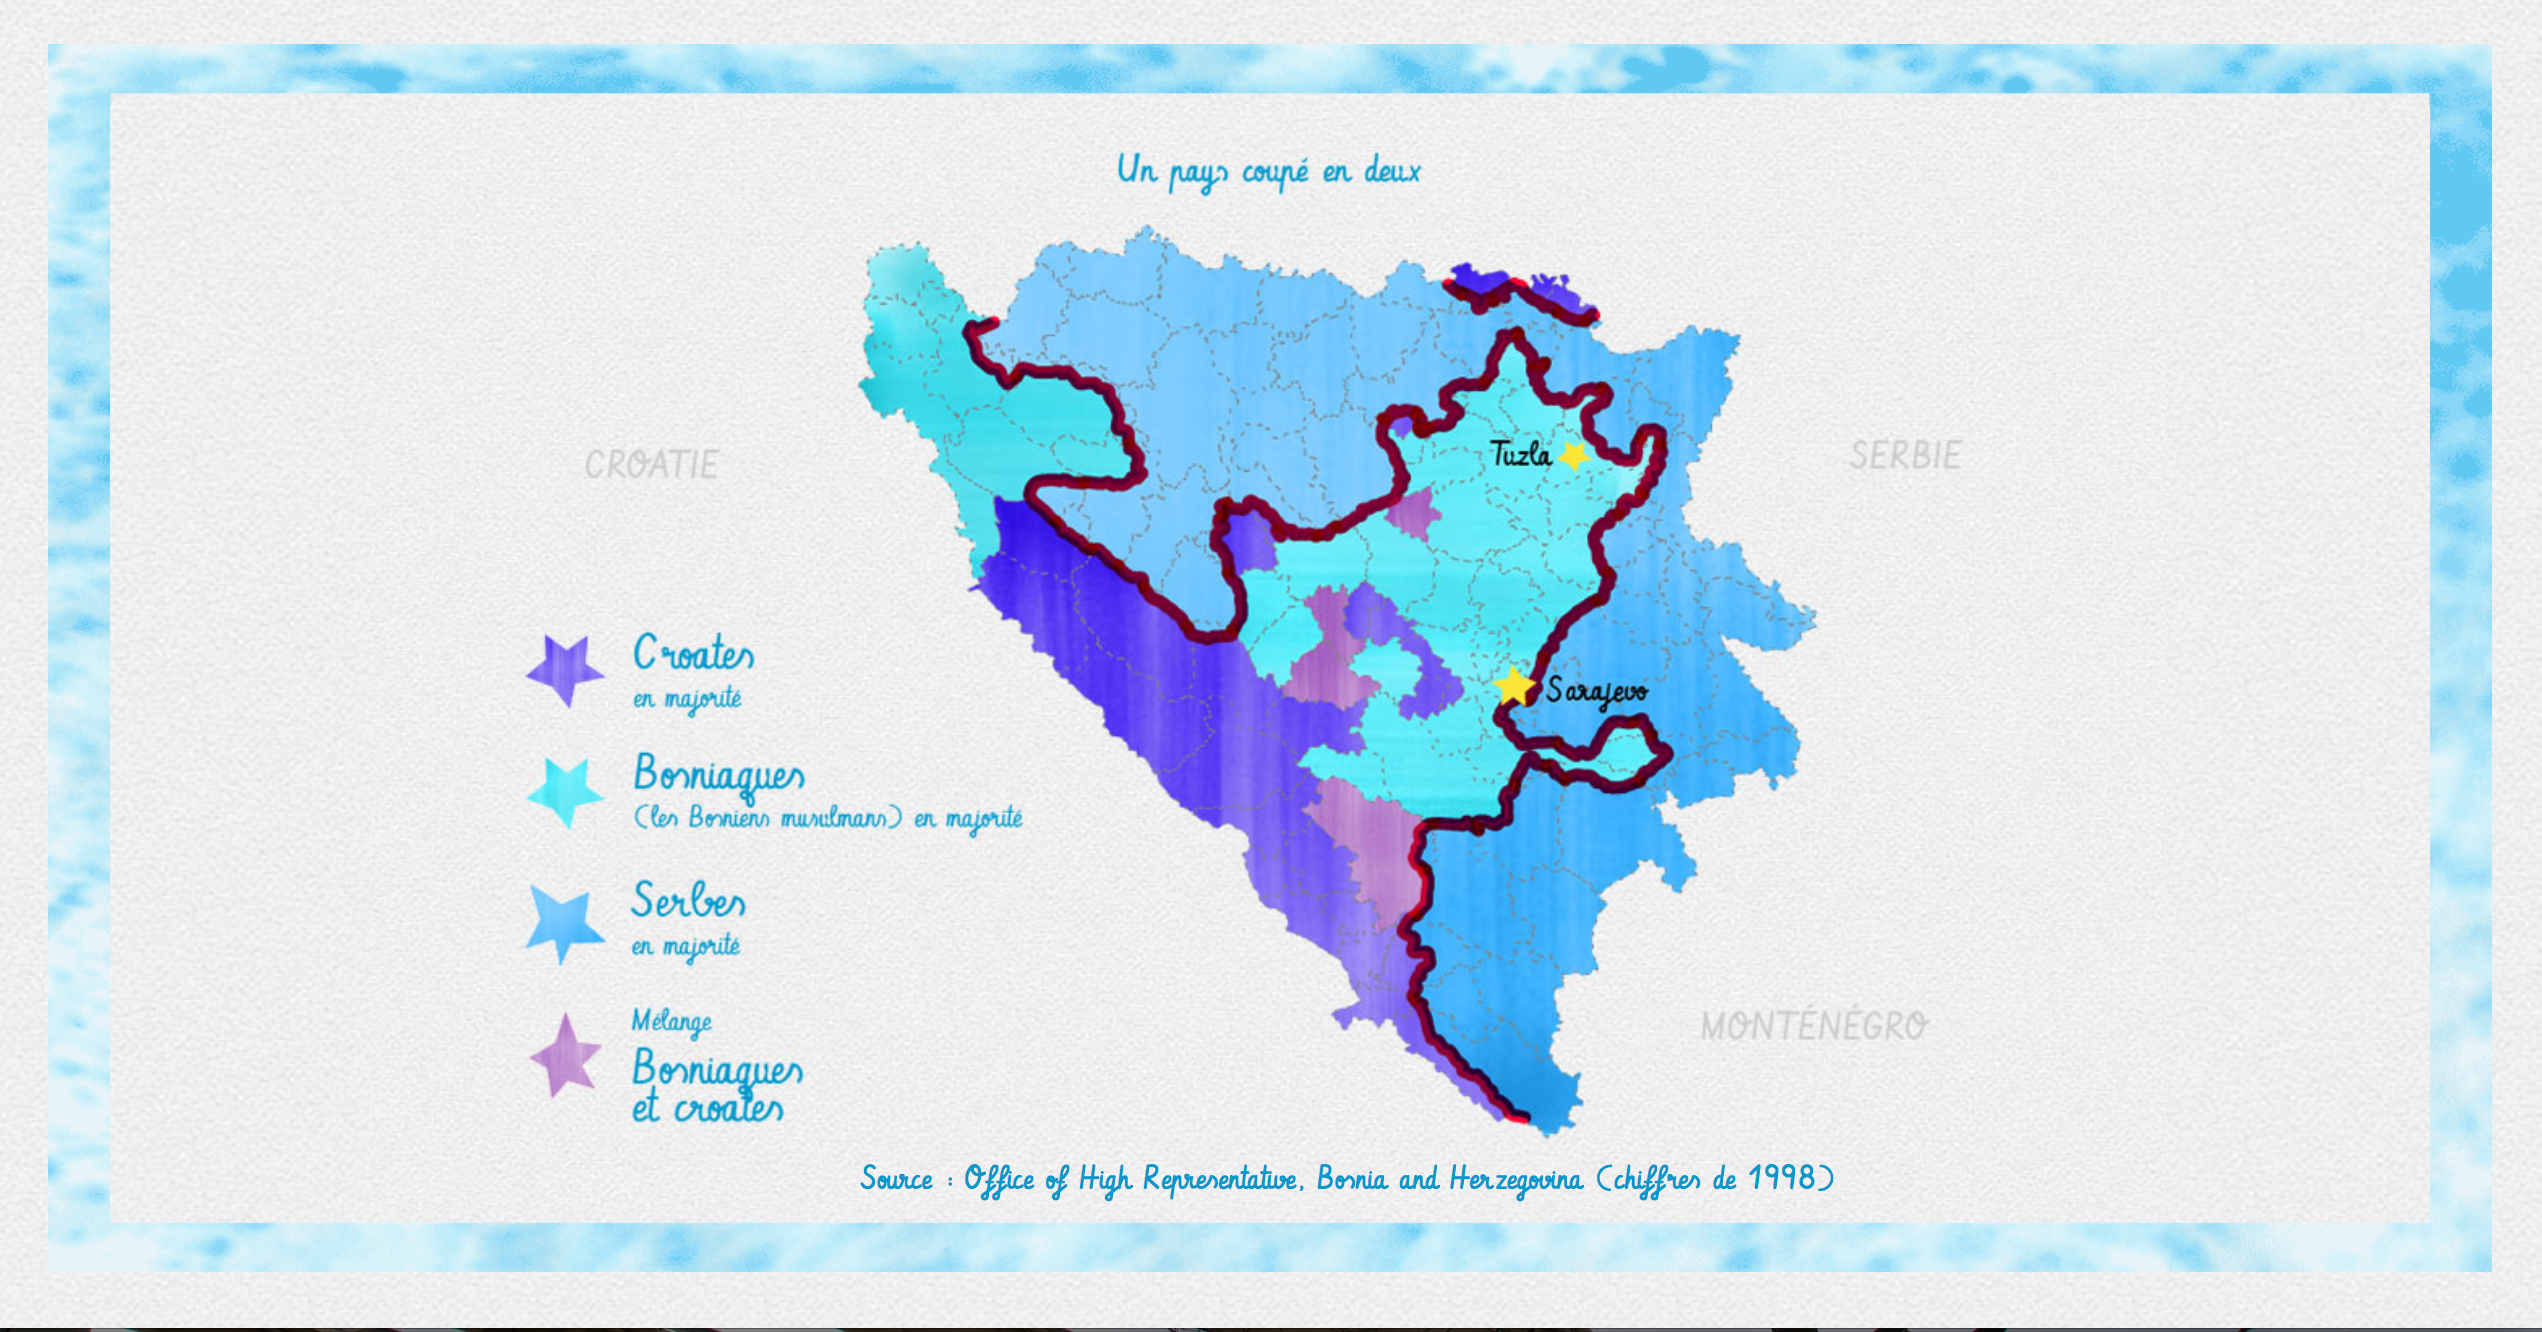 Un pays coupé en deux
CROATIE
SERBIE
Tuzla
Sarajevo
MONTÉNÉGRO
Croates
en majorité
Bosniaques
(les Bosniens musulmans) en majorité
Serbes
en majorité
Mélange
Bosniaques
et croates
Source : Office of High Representative, Bosnia and Herzegovina (chiffres de 1998)